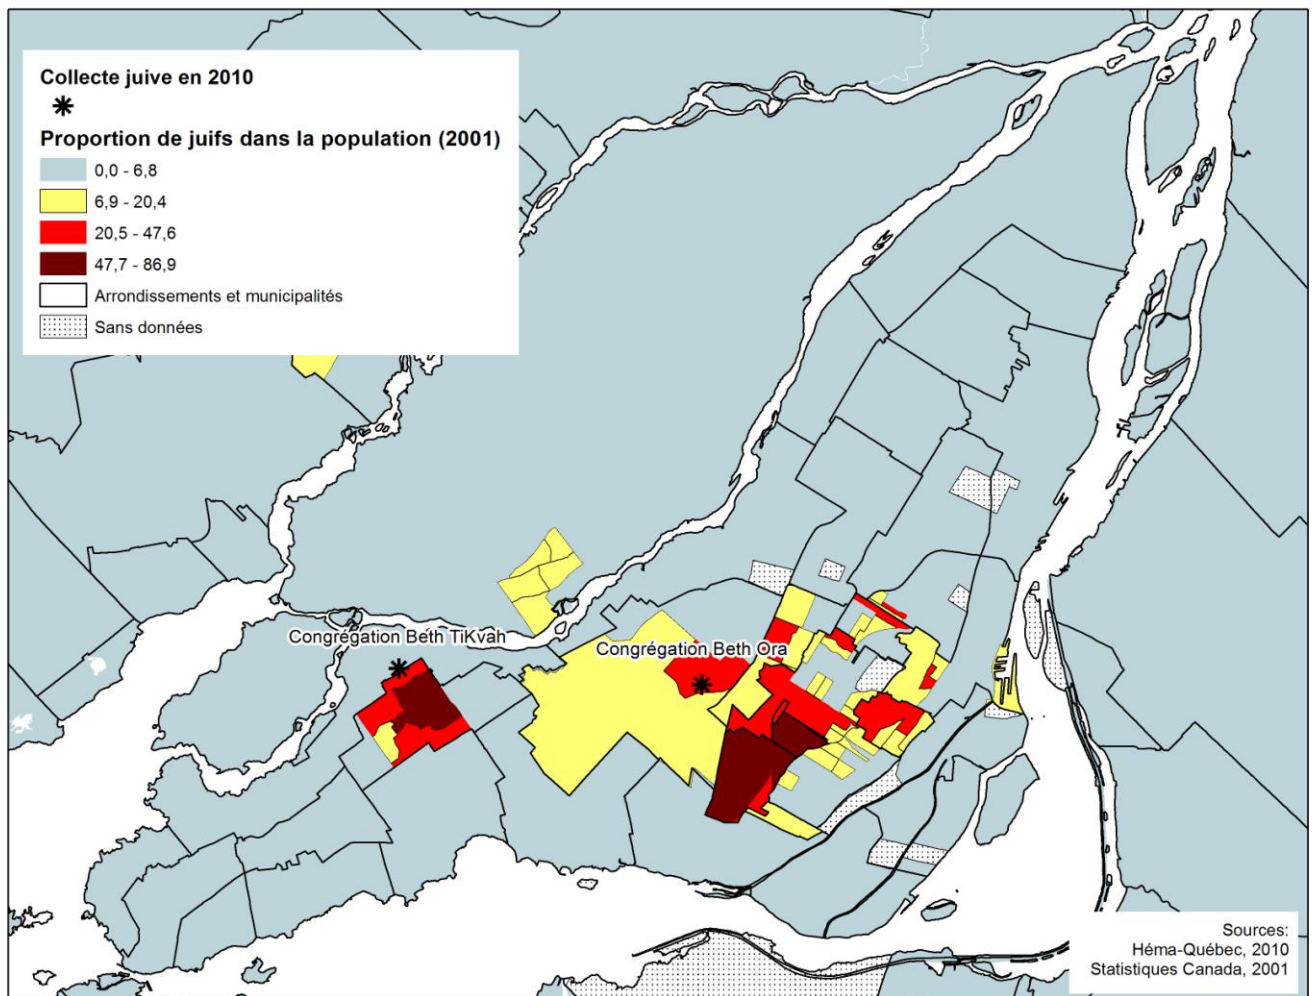 Collecte juive en 2010
Proportion de juifs dans la population (2001)
0,0 - 6,8
6,9 - 20,4
20,5 - 47,6
47,7 - 86,9
Arrondissements et municipalités
Sans données
Congrégation Beth TiKvah
Congrégation Beth Ora
Sources:
Héma-Québec, 2010
Statistiques Canada, 2001